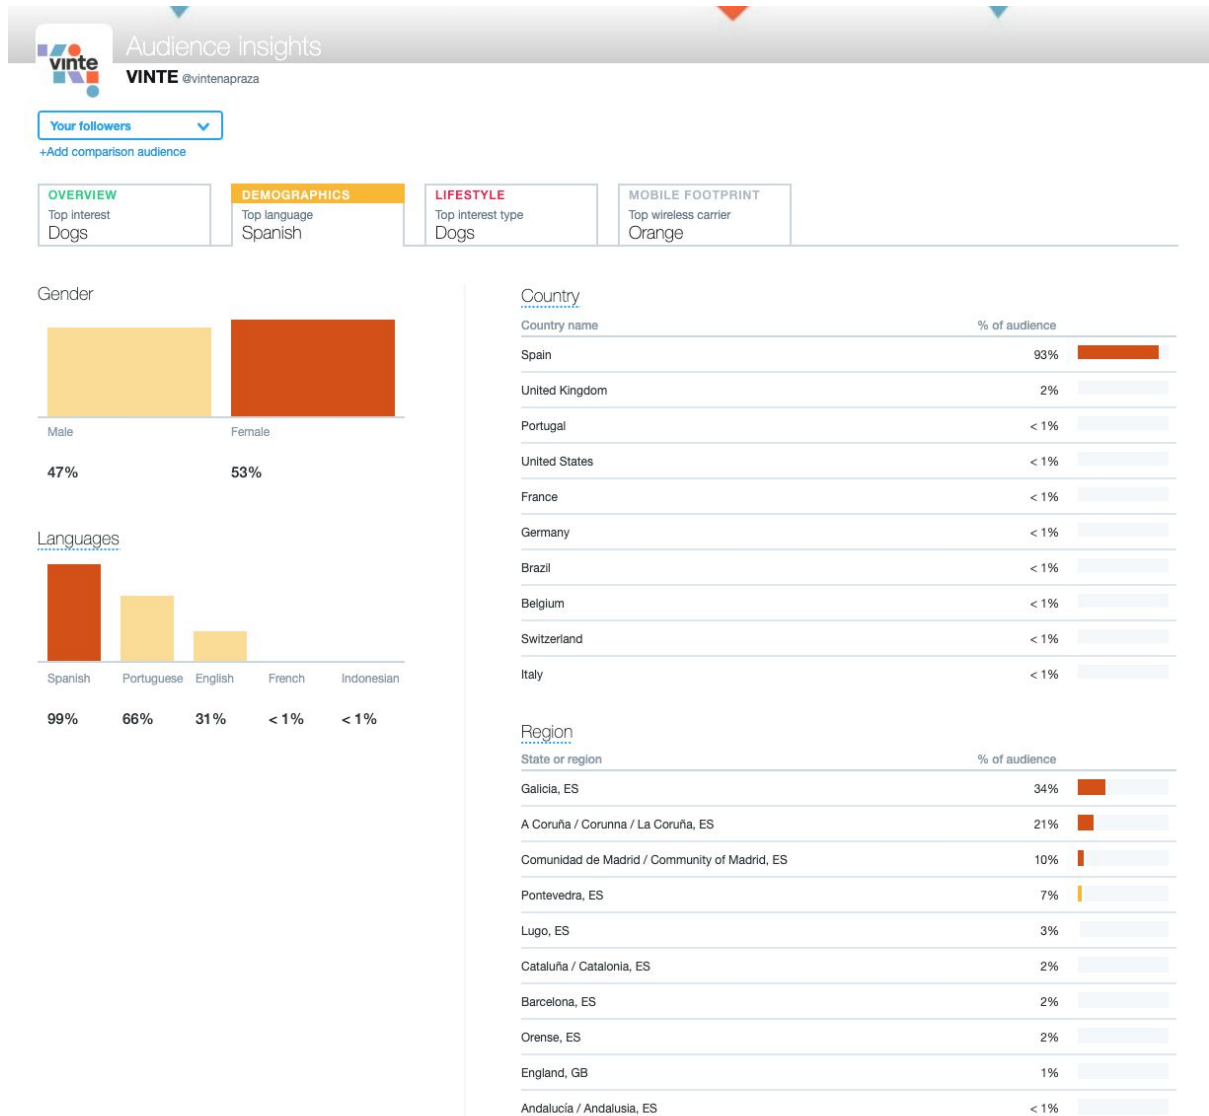 vinte
Audience insights
VINTE @vintenapraza
Your followers
+Add comparison audience
OVERVIEW
Top interest
Dogs
DEMOGRAPHICS
Top language
Spanish
LIFESTYLE
Top interest type
Dogs
MOBILE FOOTPRINT
Top wireless carrier
Orange
Gender
Male Female
47% 53%
Languages
Spanish Portuguese English French Indonesian
99% 66% 31% < 1% < 1%
Country
Country name % of audience
Spain 93%
United Kingdom 2%
Portugal < 1%
United States < 1%
France < 1%
Germany < 1%
Brazil < 1%
Belgium < 1%
Switzerland < 1%
Italy < 1%
Region
State or region % of audience
Galicia, ES 34%
A Coruña / Corunna / La Coruña, ES 21%
Comunidad de Madrid / Community of Madrid, ES 10%
Pontevedra, ES 7%
Lugo, ES 3%
Cataluña / Catalonia, ES 2%
Barcelona, ES 2%
Orense, ES 2%
England, GB 1%
Andalucía / Andalusia, ES < 1%